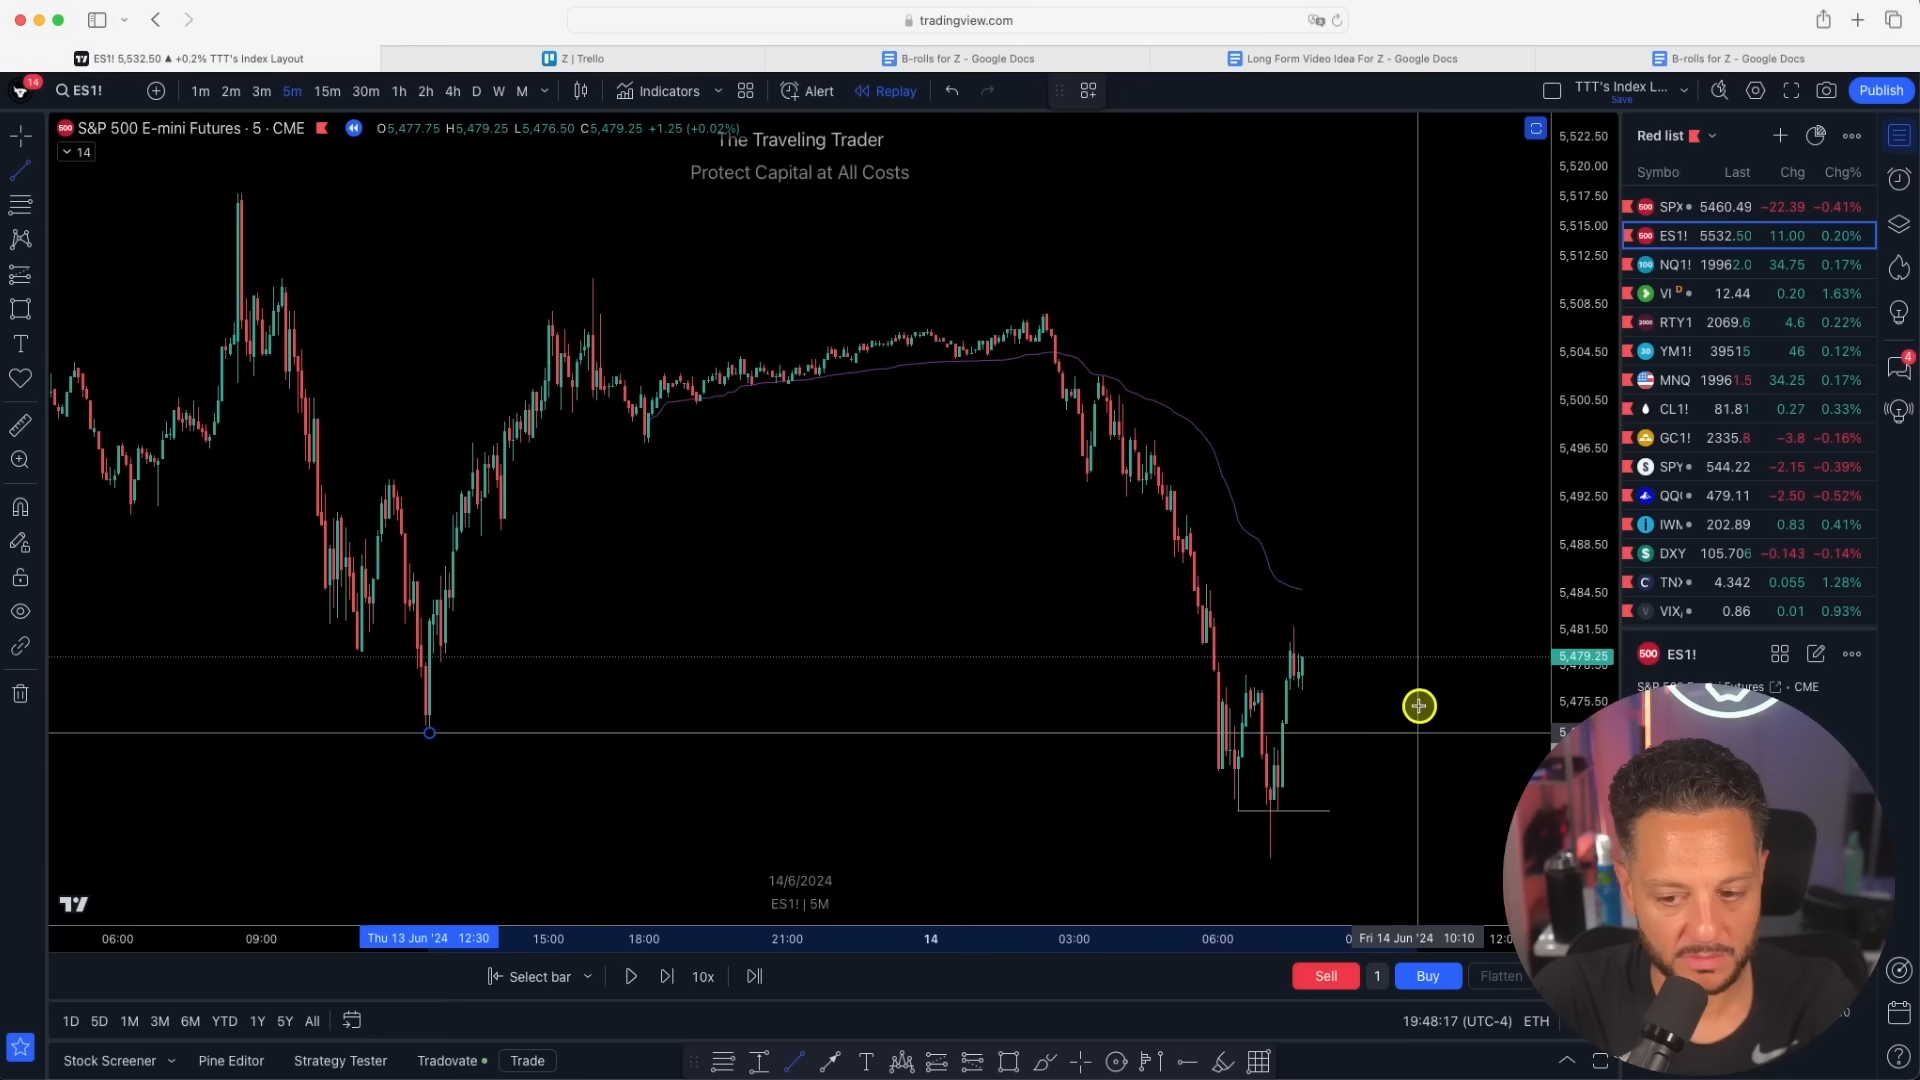 tradingview.com
ES1! 5,532.50 ▲ +0.2% TTT's Index Layout
Z | Trello
B-rolls for Z - Google Docs
Long Form Video Idea For Z - Google Docs
B-rolls for Z - Google Docs
14
ES1!
1m 2m 3m 5m 15m 30m 1h 2h 4h D W M
Indicators
Alert
Replay
TTT's Index L...
Save
Publish
S&P 500 E-mini Futures · 5 · CME
O5,477.75 H5,479.25 L5,476.50 C5,479.25 +1.25 (+0.02%)
14
The Traveling Trader
Protect Capital at All Costs
5,522.50
5,520.00
5,517.50
5,515.00
5,512.50
5,508.50
5,504.50
5,500.50
5,496.50
5,492.50
5,488.50
5,484.50
5,481.50
5,479.25
5,475.50
Red list
Symbo Last Chg Chg%
SPX 5460.49 −22.39 −0.41%
ES1! 5532.50 11.00 0.20%
NQ1! 19962.0 34.75 0.17%
VI D 12.44 0.20 1.63%
RTY1 2069.6 4.6 0.22%
YM1! 39515 46 0.12%
MNQ 19961.5 34.25 0.17%
CL1! 81.81 0.27 0.33%
GC1! 2335.8 −3.8 −0.16%
SPY 544.22 −2.15 −0.39%
QQ 479.11 −2.50 −0.52%
IWM 202.89 0.83 0.41%
DXY 105.706 −0.143 −0.14%
TNX 4.342 0.055 1.28%
VIX/ 0.86 0.01 0.93%
4
500 ES1!
S&P 500 E-mini Futures · CME
14/6/2024
ES1! | 5M
06:00 09:00 Thu 13 Jun '24 12:30 15:00 18:00 21:00 14 03:00 06:00 Fri 14 Jun '24 10:10
Select bar
10x
Sell 1 Buy Flatten
1D 5D 1M 3M 6M YTD 1Y 5Y All
19:48:17 (UTC-4) ETH
Stock Screener Pine Editor Strategy Tester Tradovate Trade